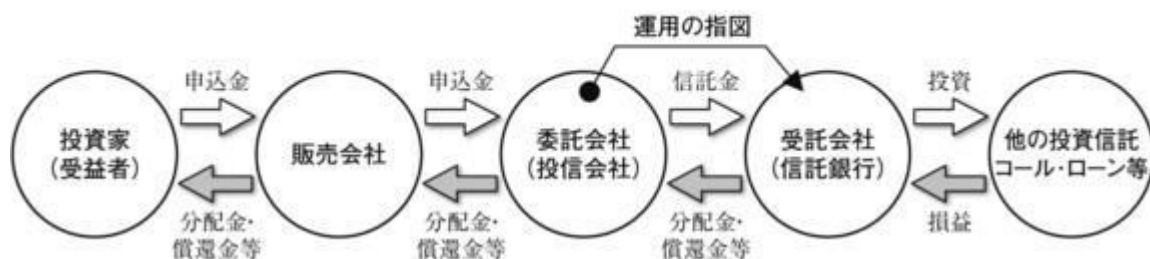 運用の指図
申込金
申込金
信託金
投資
投資家
(受益者)
販売会社
委託会社
(投信会社)
受託会社
(信託銀行)
他の投資信託
コール・ローン等
分配金・
償還金等
分配金・
償還金等
分配金・
償還金等
損益